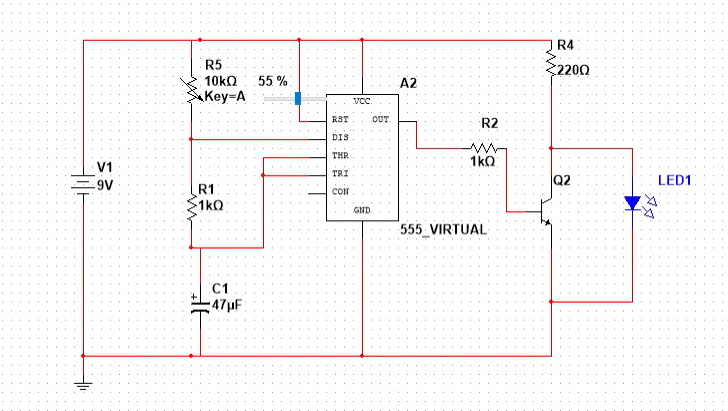 R4
220Ω
R5
10kΩ
Key=A
55 %
A2
VCC
RST
OUT
DIS
THR
TRI
CON
GND
555_VIRTUAL
R2
1kΩ
V1
9V
R1
1kΩ
Q2
LED1
C1
+
47µF